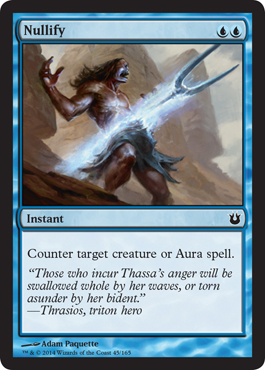 Nullify
Instant
Counter target creature or Aura spell.
“Those who incur Thassa’s anger will be
swallowed whole by her waves, or torn
asunder by her bident.”
—Thrasios, triton hero
Adam Paquette
™ & © 2014 Wizards of the Coast 45/165